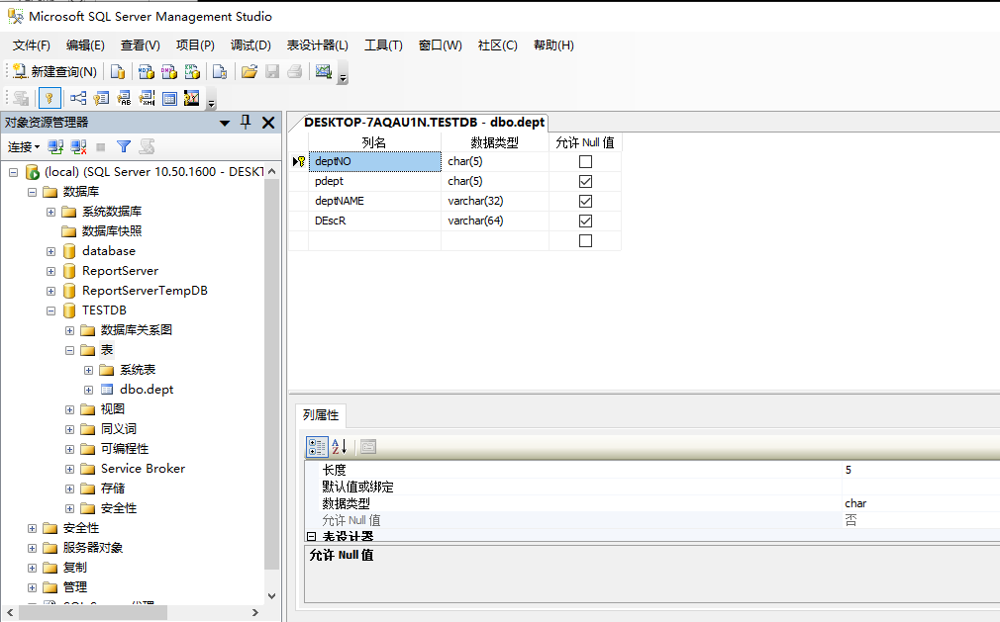 Microsoft SQL Server Management Studio
文件(F) 编辑(E) 查看(V) 项目(P) 调试(D) 表设计器(L) 工具(T) 窗口(W) 社区(C) 帮助(H)
新建查询(N)
对象资源管理器
连接
(local) (SQL Server 10.50.1600 - DESKT
数据库
系统数据库
数据库快照
database
ReportServer
ReportServerTempDB
TESTDB
数据库关系图
表
系统表
dbo.dept
视图
同义词
可编程性
Service Broker
存储
安全性
安全性
服务器对象
复制
管理
SQL Server 代理
DESKTOP-7AQAU1N.TESTDB - dbo.dept
列名 数据类型 允许 Null 值
deptNO char(5)
pdept char(5)
deptNAME varchar(32)
DEscR varchar(64)
列属性
长度 5
默认值或绑定
数据类型 char
允许 Null 值 否
表设计器
允许 Null 值